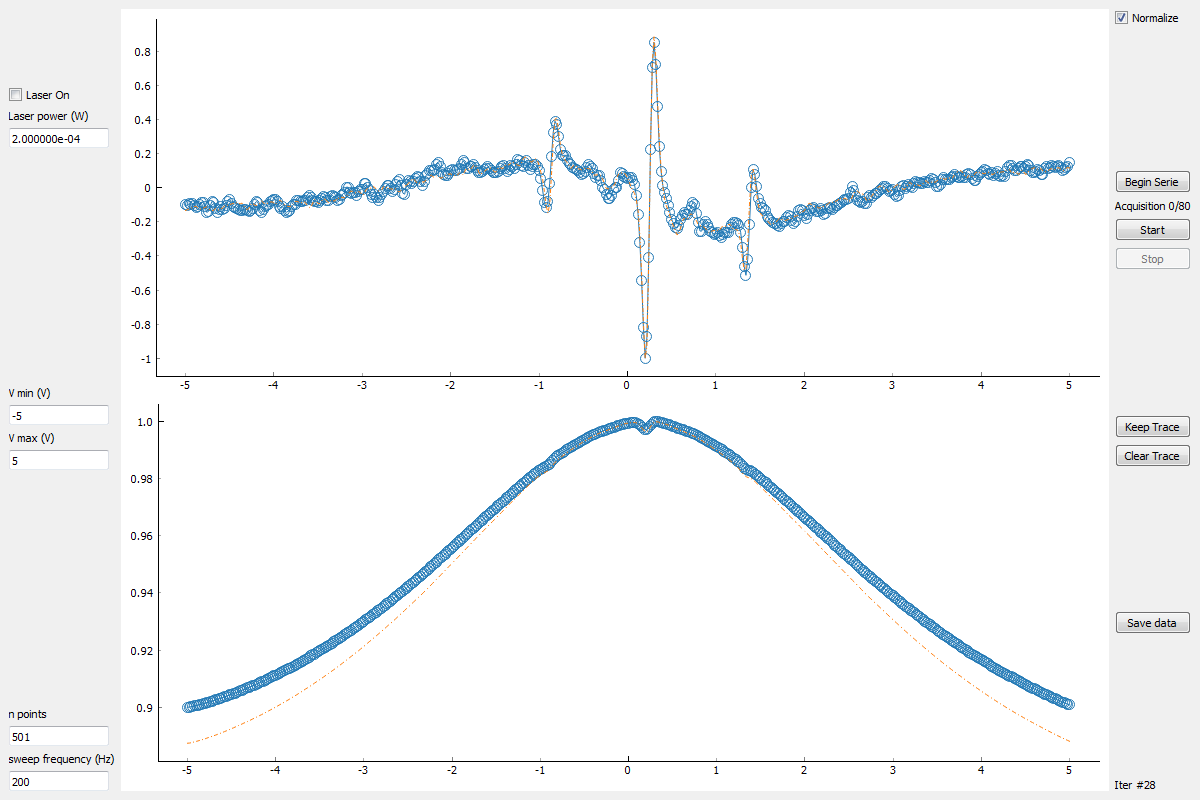 Laser On
Laser power (W)
2.000000e-04
V min (V)
-5
V max (V)
5
n points
501
sweep frequency (Hz)
200
0.8
0.6
0.4
0.2
0
-0.2
-0.4
-0.6
-0.8
-1
-5 -4 -3 -2 -1 0 1 2 3 4 5
1.0
0.98
0.96
0.94
0.92
0.9
-5 -4 -3 -2 -1 0 1 2 3 4 5
Normalize
Begin Serie
Acquisition 0/80
Start
Stop
Keep Trace
Clear Trace
Save data
Iter #28